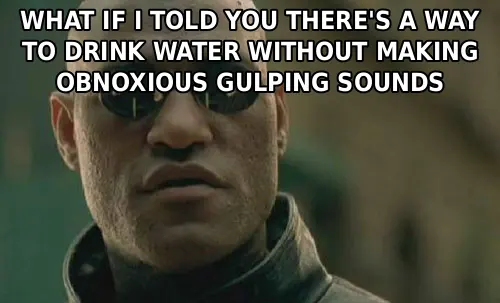 WHAT IF I TOLD YOU THERE'S A WAY
TO DRINK WATER WITHOUT MAKING
OBNOXIOUS GULPING SOUNDS